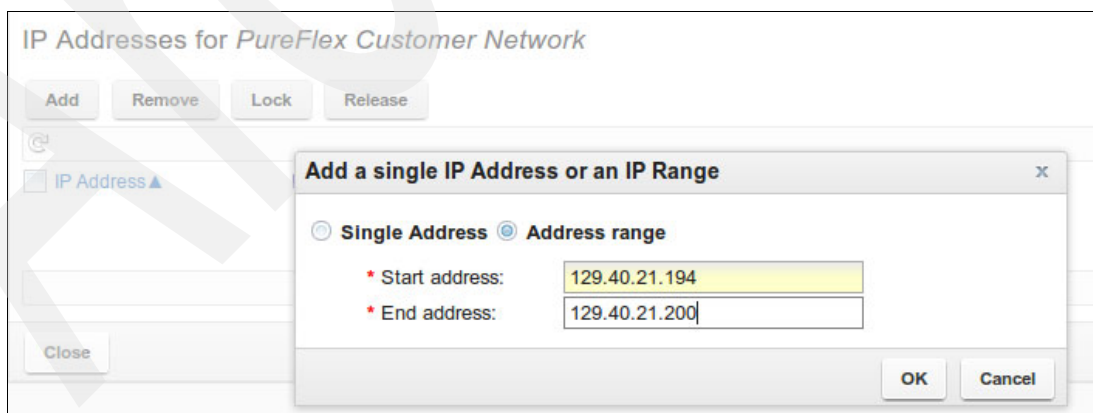 IP Addresses for PureFlex Customer Network
Add Remove Lock Release
IP Address▲
Add a single IP Address or an IP Range x
Single Address Address range
* Start address: 129.40.21.194
* End address: 129.40.21.200
Close
OK Cancel